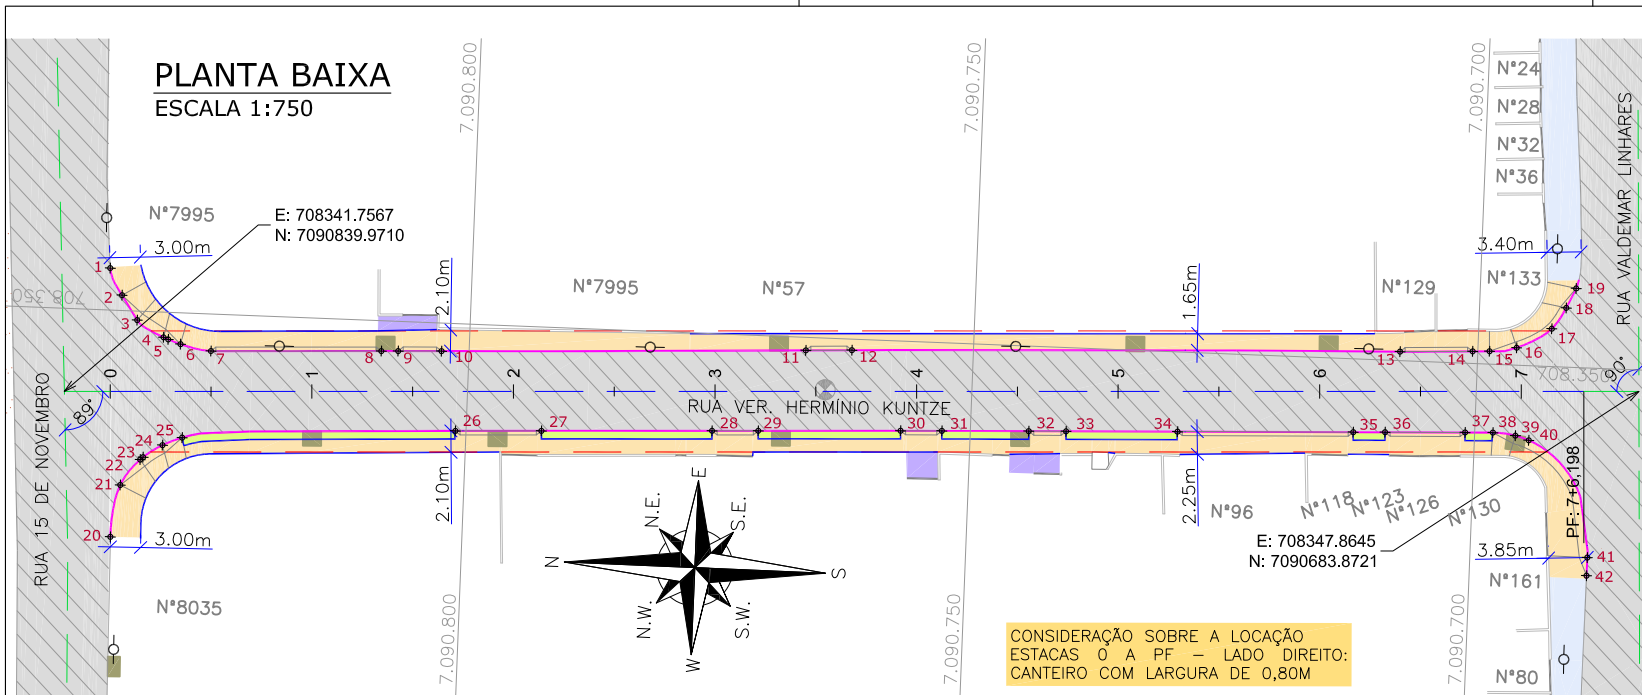 PLANTA BAIXA
ESCALA 1:750
7.090.800
7.090.750
7.090.700
N°24
N°28
N°32
N°36
RUA VALDEMAR LINHARES
N°7995
E: 708341.7567
N: 7090839.9710
3.00m
3.40m
N°133
N°7995
N°57
N°129
2.10m
1.65m
708.350
1
2
3
4
5
6
7
8
9
10
11
12
13
14
15
16
17
18
19
0
1
2
3
4
5
6
7
708.350
89°
90°
RUA VER. HERMÍNIO KUNTZE
RUA 15 DE NOVEMBRO
20
21
22
23
24
25
26
27
28
29
30
31
32
33
34
35
36
37
38
39
40
41
42
PF: 7+6,198
2.10m
2.25m
N°96
N°118
N°123
N°126
N°130
3.00m
3.85m
E: 708347.8645
N: 7090683.8721
N°161
N°8035
N°80
E
S.E.
S
S.W.
W
N.W.
N
N.E.
7.090.800
7.090.750
7.090.700
CONSIDERAÇÃO SOBRE A LOCAÇÃO
ESTACAS 0 A PF – LADO DIREITO:
CANTEIRO COM LARGURA DE 0,80M